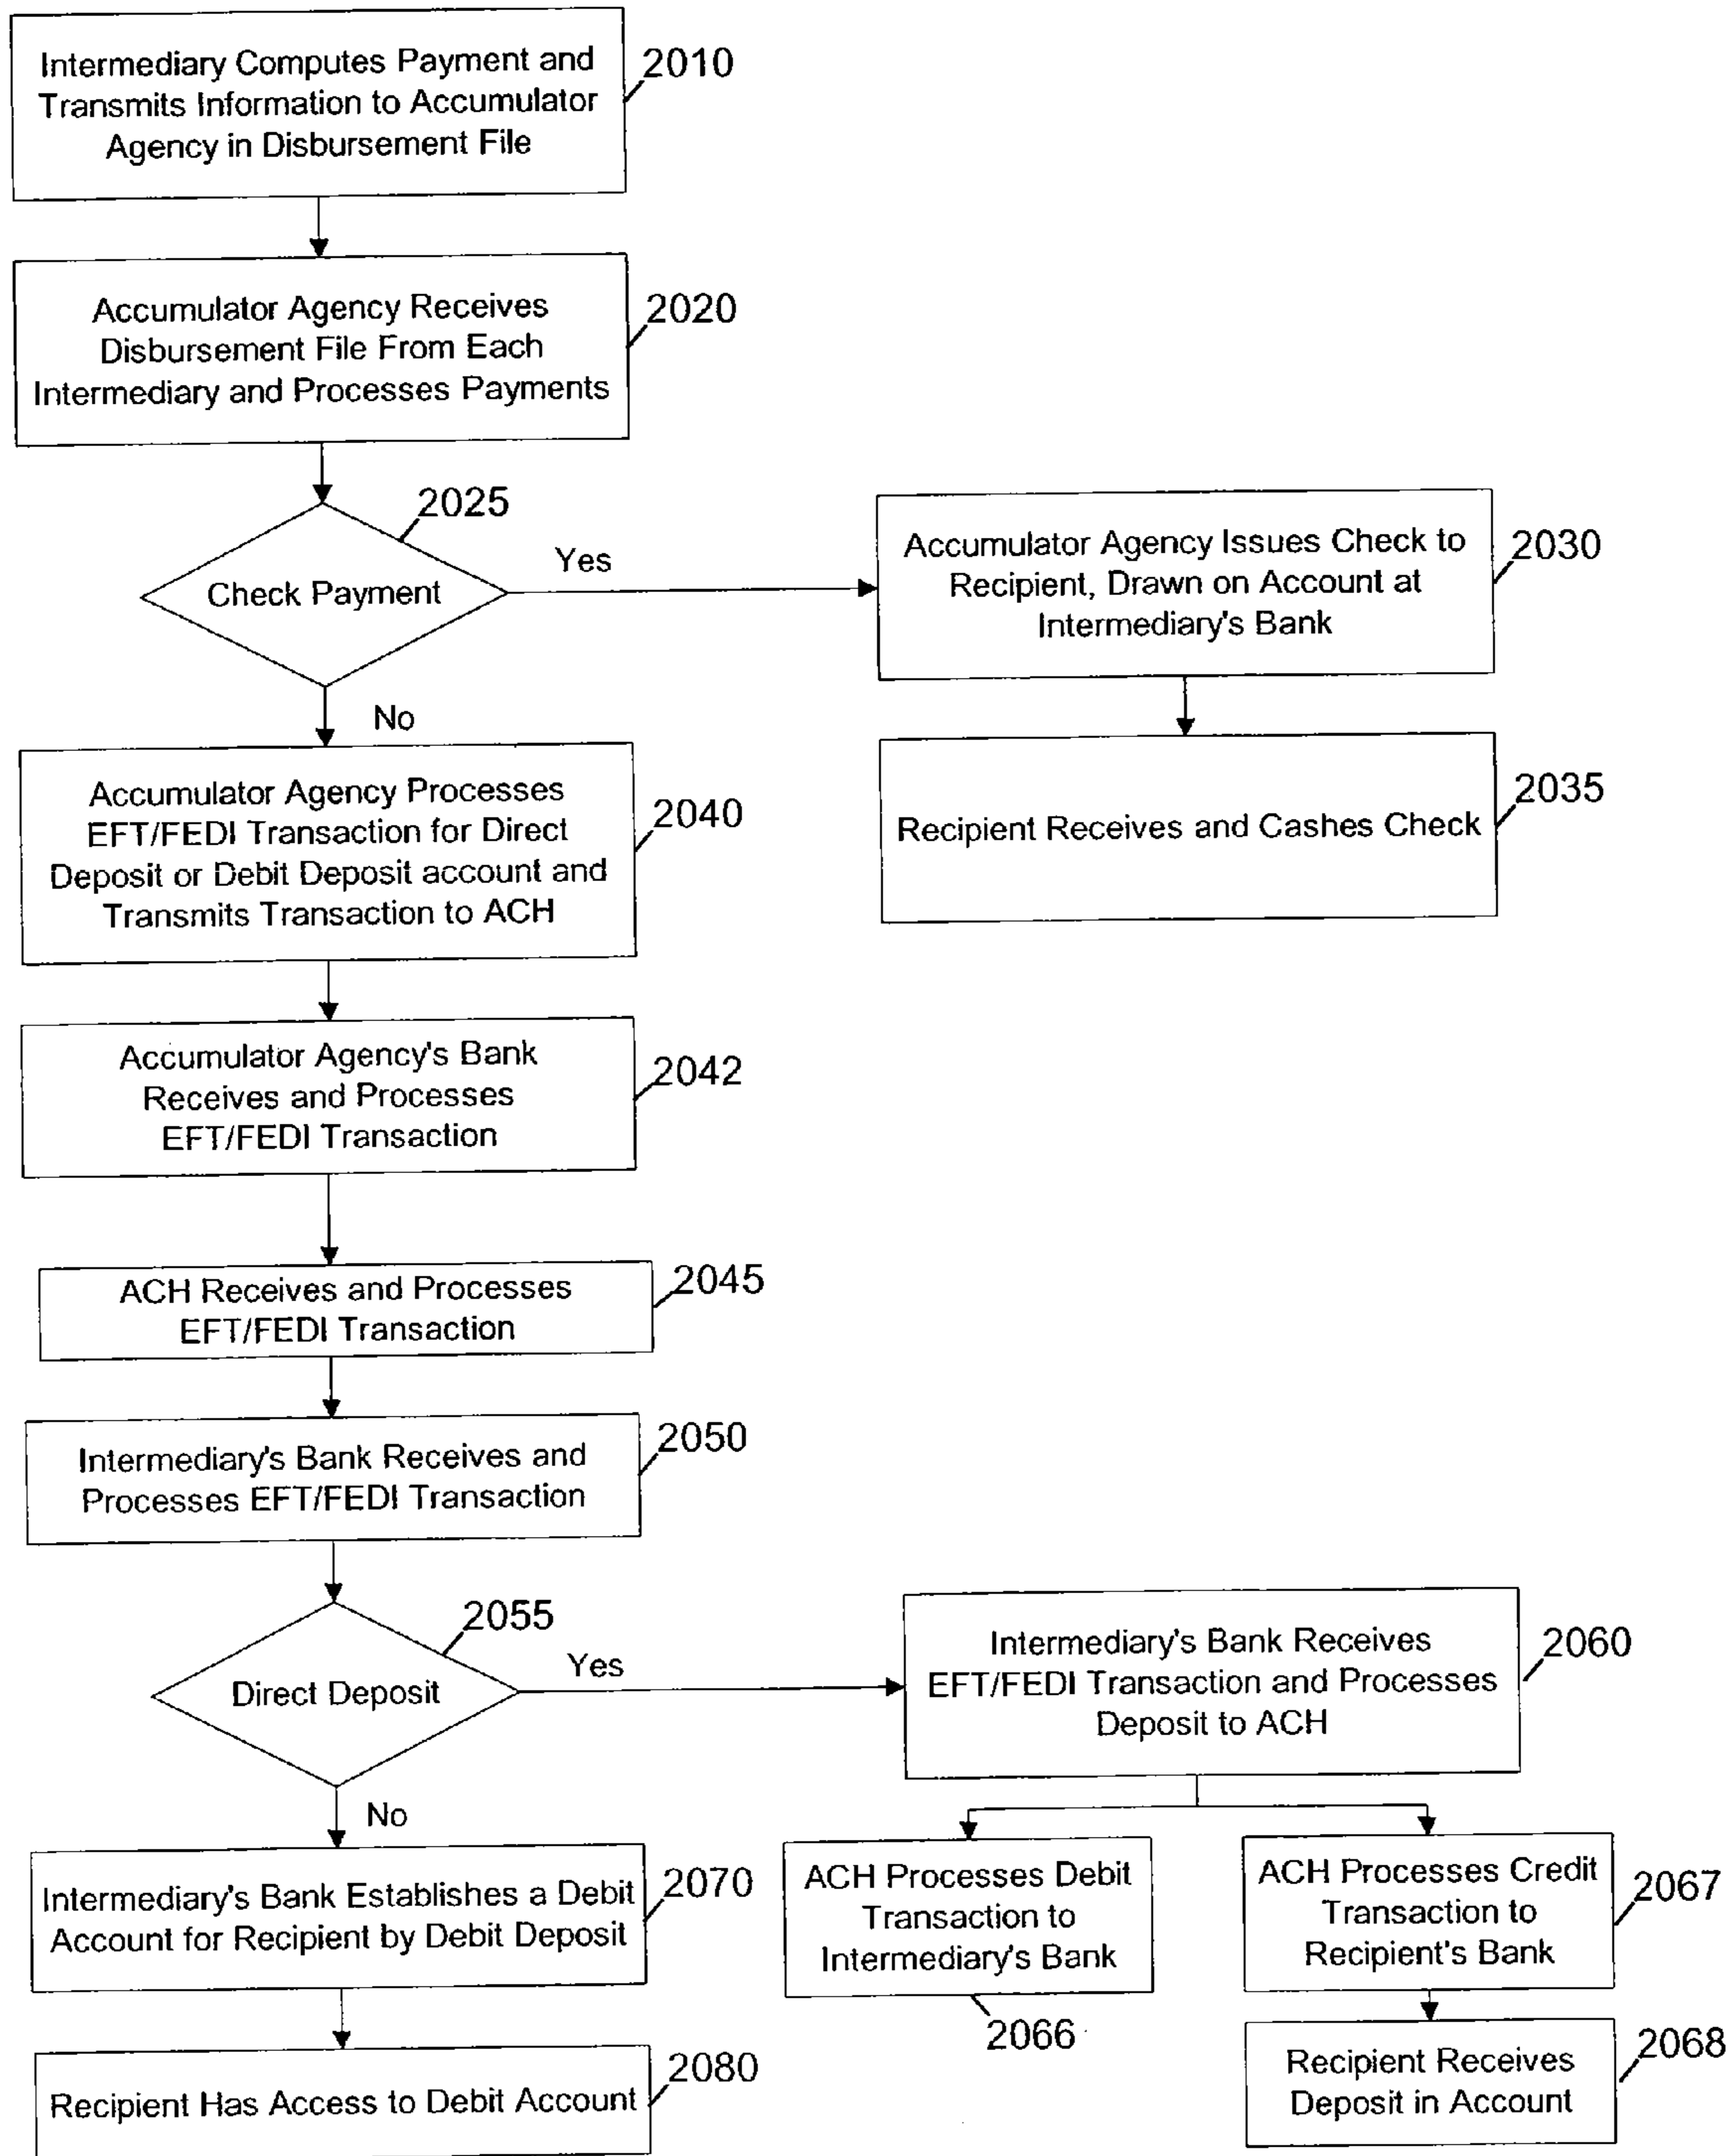 Intermediary Computes Payment and
Transmits Information to Accumulator
Agency in Disbursement File
2010
Accumulator Agency Receives
Disbursement File From Each
Intermediary and Processes Payments
2020
2025
Check Payment
Yes
No
Accumulator Agency Issues Check to
Recipient, Drawn on Account at
Intermediary's Bank
2030
Recipient Receives and Cashes Check
2035
Accumulator Agency Processes
EFT/FEDI Transaction for Direct
Deposit or Debit Deposit account and
Transmits Transaction to ACH
2040
Accumulator Agency's Bank
Receives and Processes
EFT/FEDI Transaction
2042
ACH Receives and Processes
EFT/FEDI Transaction
2045
Intermediary's Bank Receives and
Processes EFT/FEDI Transaction
2050
2055
Direct Deposit
Yes
No
Intermediary's Bank Receives
EFT/FEDI Transaction and Processes
Deposit to ACH
2060
ACH Processes Debit
Transaction to
Intermediary's Bank
2066
ACH Processes Credit
Transaction to
Recipient's Bank
2067
Recipient Receives
Deposit in Account
2068
Intermediary's Bank Establishes a Debit
Account for Recipient by Debit Deposit
2070
Recipient Has Access to Debit Account
2080